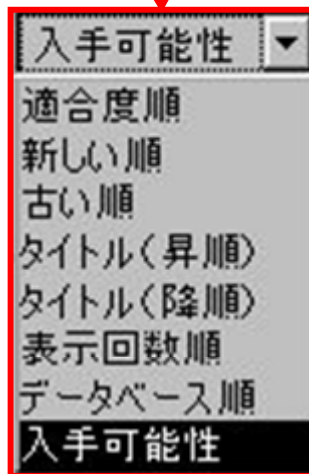 入手可能性
適合度順
新しい順
古い順
タイトル(昇順)
タイトル(降順)
表示回数順
データベース順
入手可能性